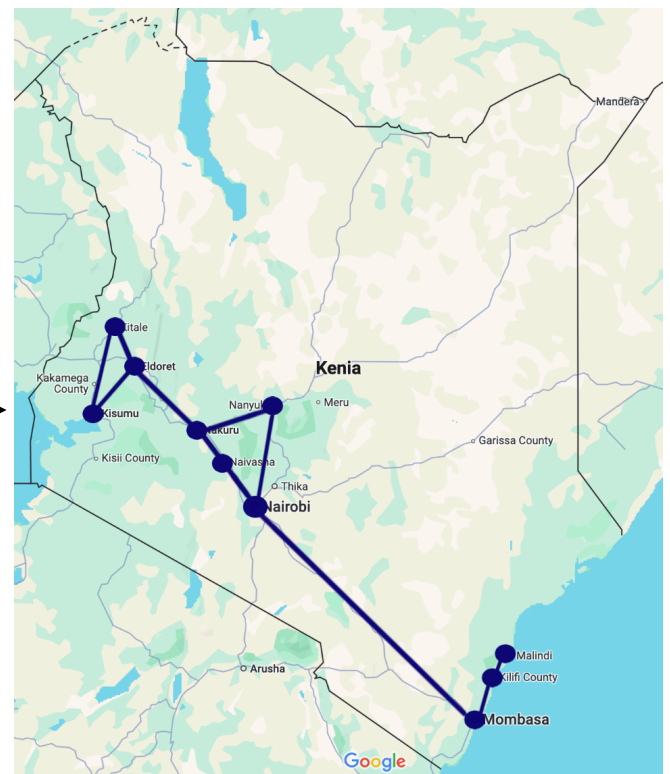 Mandera
Kitale
Eldoret
Kenia
Kakamega
County
Nanyuki
Meru
Kisumu
Nakuru
Garissa County
Kisii County
Naivasha
Thika
Nairobi
Malindi
Arusha
Kilifi County
Mombasa
Google